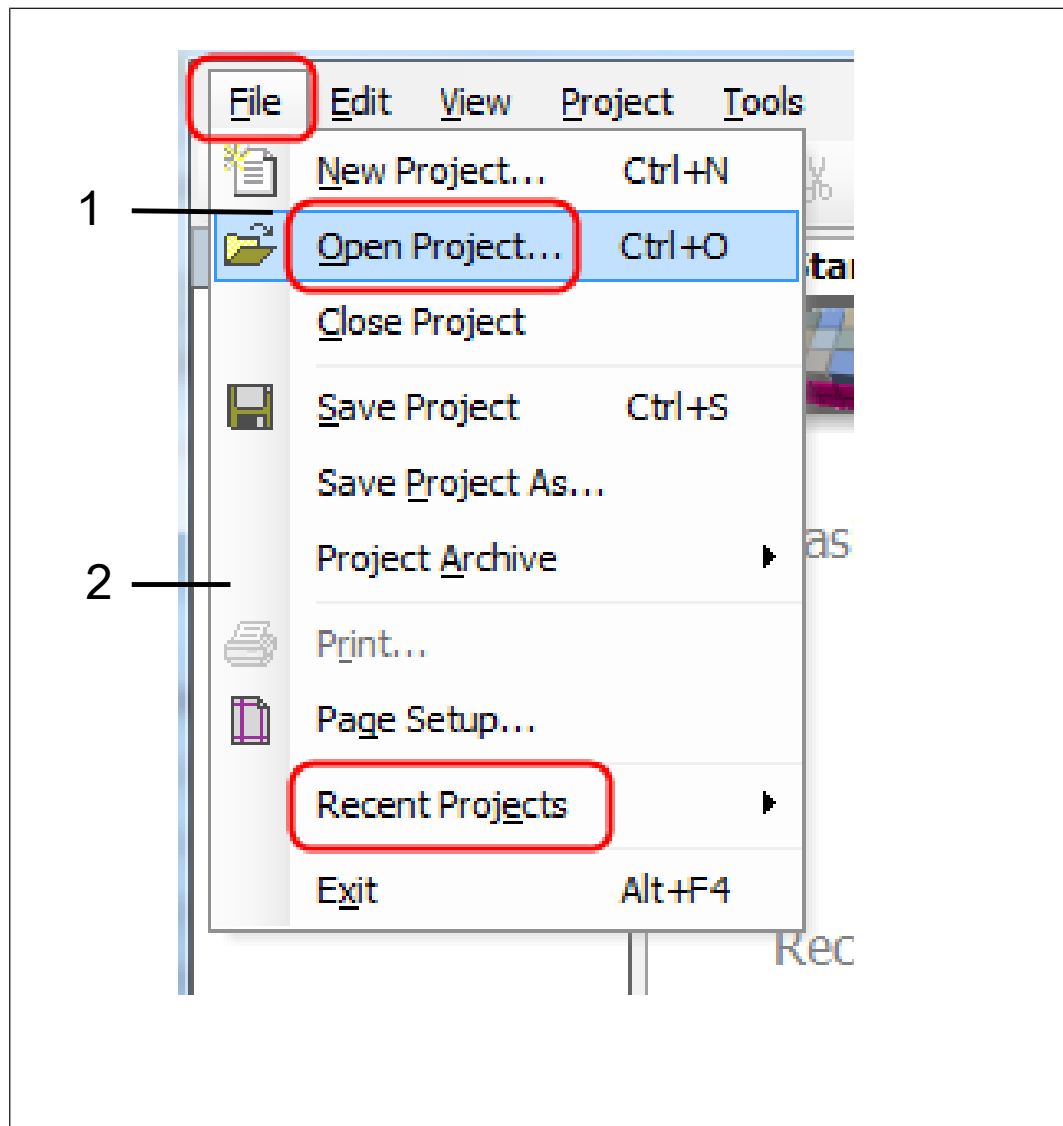 File Edit View Project Tools
New Project... Ctrl+N
1
Open Project... Ctrl+O
Close Project
Save Project Ctrl+S
Save Project As...
Project Archive
2
Print...
Page Setup...
Recent Projects
Exit Alt+F4